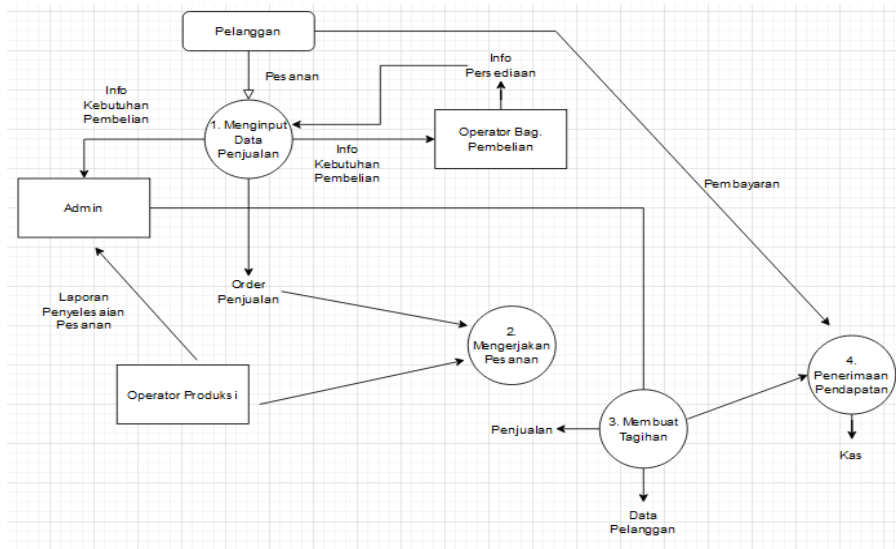 Pelanggan
Info
Persediaan
Pesanan
Info
Kebutuhan
Pembelian
1. Menginput
Data
Penjualan
Operator Bag.
Pembelian
Info
Kebutuhan
Pembelian
Pembayaran
Admin
Order
Penjualan
Laporan
Penyelesaian
Pesanan
2.
Mengerjakan
Pesanan
4.
Penerimaan
Pendapatan
Operator Produksi
Penjualan
3. Membuat
Tagihan
Kas
Data
Pelanggan